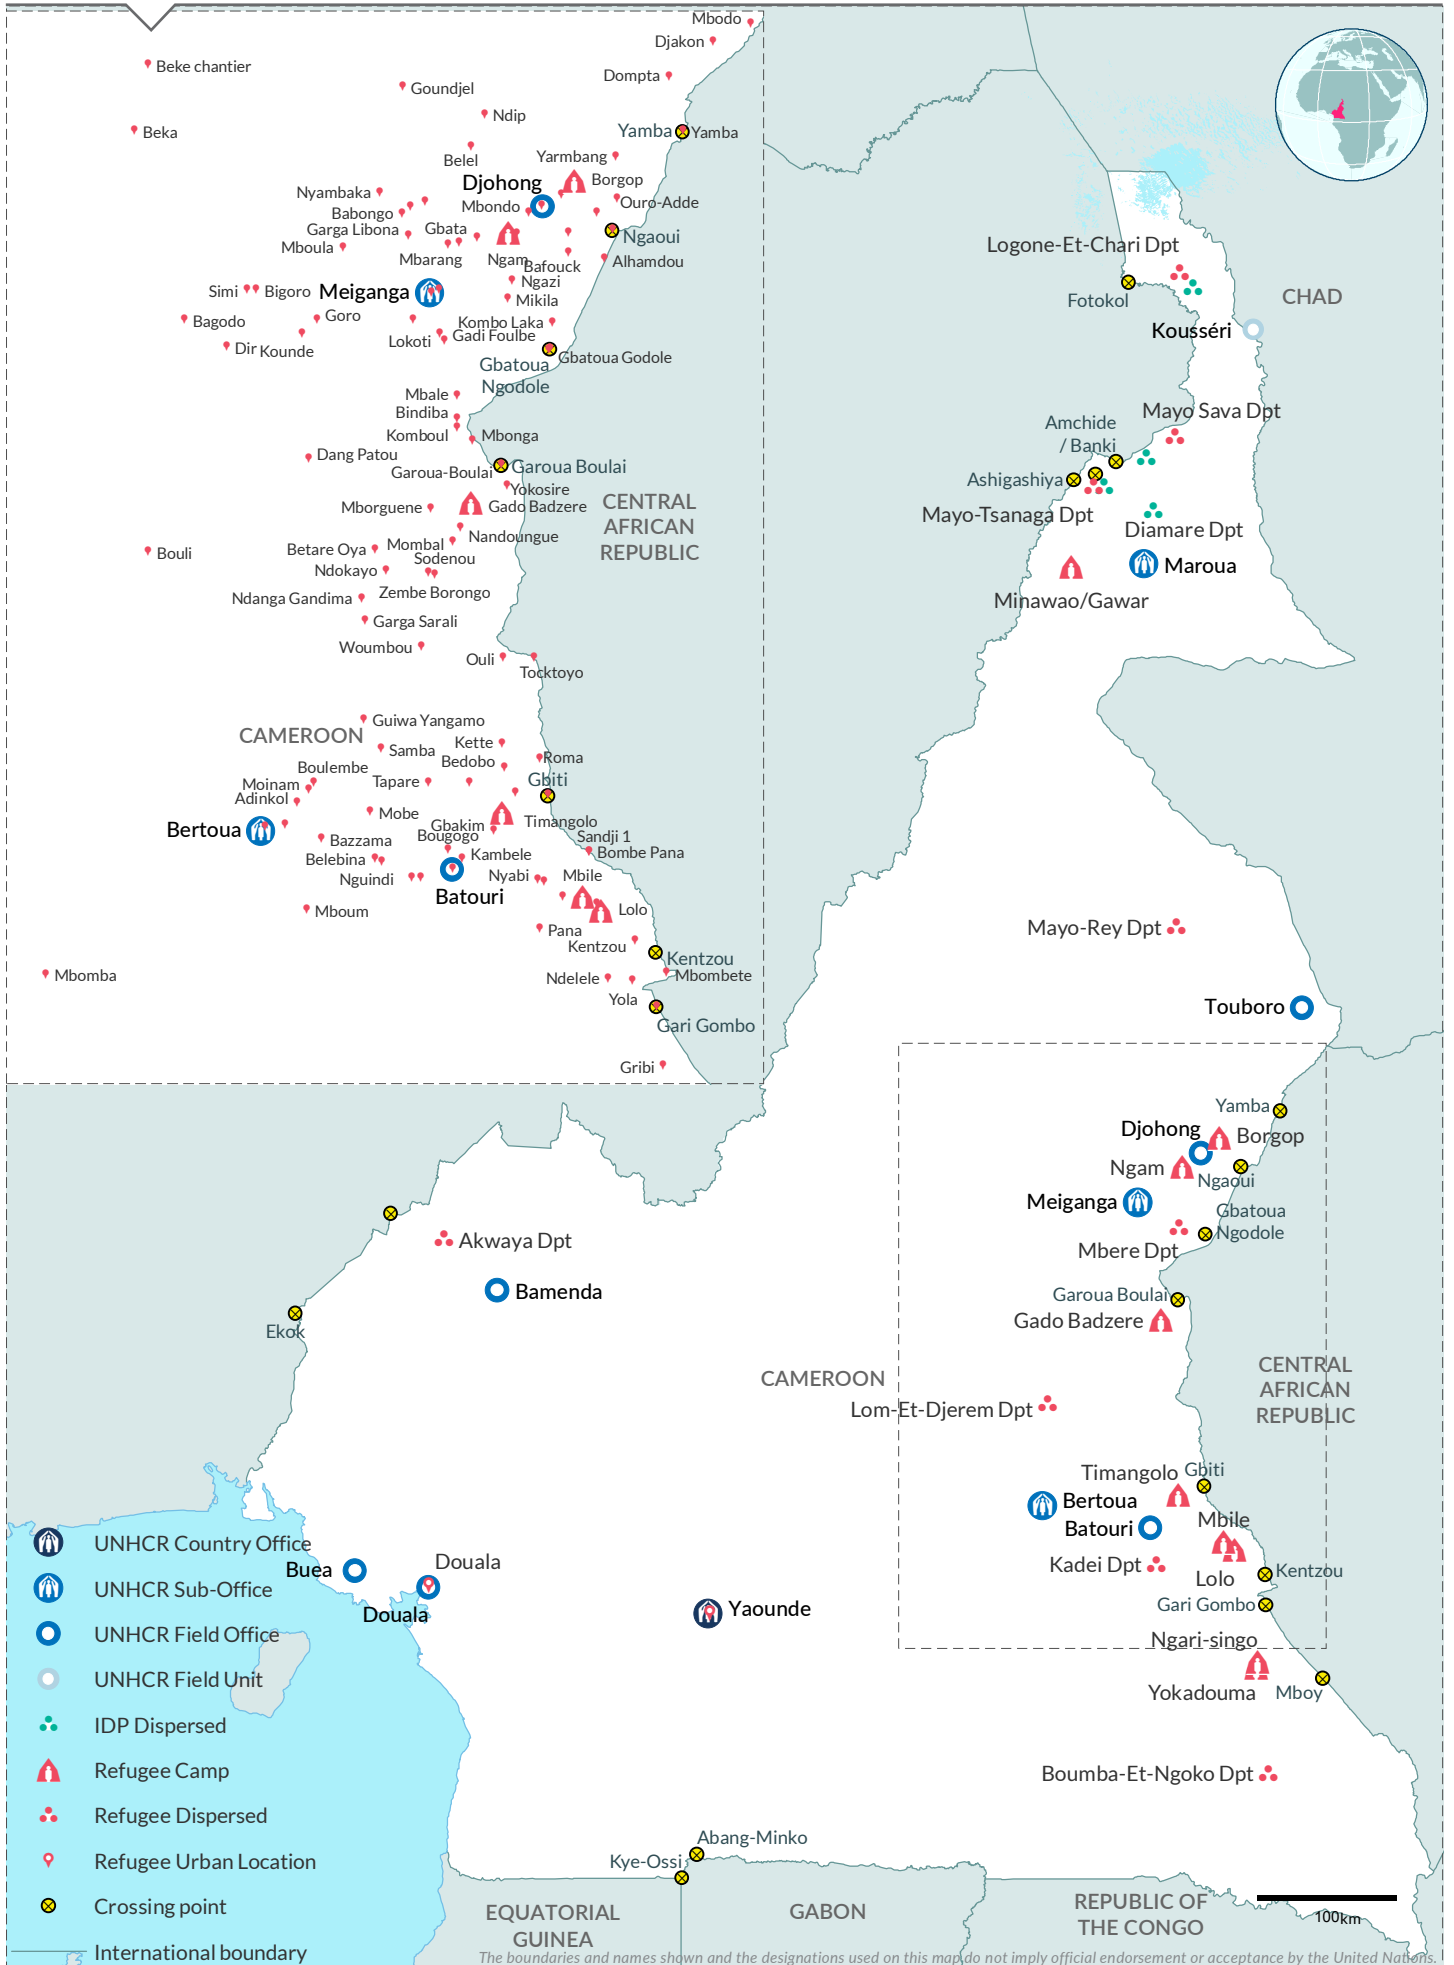 Mbodo
Djakon
Beke chantier
Dompta
Goundjel
Ndip
Beka
Yamba
Yamba
Belel
Yarmbang
Djohong
Borgop
Nyambaka
Mbondo
Ouro-Adde
Babongo
Garga Libona
Gbata
Ngaoui
Mboula
Mbarang
Ngam
Bafouck
Alhamdou
Ngazi
Simi
Bigoro
Meiganga
Mikila
Bagodo
Goro
Kombo Laka
Lokoti
Gadi Foulbe
Dir
Kounde
Gbatoua Godole
Gbatoua
Ngodole
Mbale
Bindiba
Komboul
Mbonga
Dang Patou
Garoua-Boulai
Garoua Boulai
Yokosire
Mborguene
Gado Badzere
CENTRAL
AFRICAN
REPUBLIC
Nandoungue
Bouli
Betare Oya
Mombal
Sodenou
Ndokayo
Zembe Borongo
Ndanga Gandima
Garga Sarali
Woumbou
Ouli
Tocktoyo
Guiwa Yangamo
CAMEROON
Samba
Kette
Roma
Bedobo
Boulembe
Moinam
Tapare
Gbiti
Adinkol
Mobe
Timangolo
Bertoua
Gbakim
Bazzama
Bougogo
Sandji 1
Belebina
Kambele
Bombe Pana
Nguindi
Nyabi
Mbile
Batouri
Mboum
Lolo
Pana
Kentzou
Kentzou
Mbomba
Ndelele
Mbombete
Yola
Gari Gombo
Gribi
Logone-Et-Chari Dpt
Fotokol
CHAD
Kousséri
Mayo Sava Dpt
Amchide
/ Banki
Ashigashiya
Mayo-Tsanaga Dpt
Diamare Dpt
Maroua
Minawao/Gawar
Mayo-Rey Dpt
Touboro
Yamba
Djohong
Borgop
Ngam
Ngaoui
Meiganga
Gbatoua
Ngodole
Mbere Dpt
Akwaya Dpt
Bamenda
Garoua Boulai
Gado Badzere
Ekok
CAMEROON
CENTRAL
AFRICAN
REPUBLIC
Lom-Et-Djerem Dpt
Timangolo
Gbiti
Bertoua
Batouri
Mbile
Kadei Dpt
Lolo
Kentzou
Gari Gombo
Ngari-singo
Yokadouma
Mboy
Boumba-Et-Ngoko Dpt
Buea
Douala
Douala
Yaounde
Abang-Minko
Kye-Ossi
UNHCR Country Office
UNHCR Sub-Office
UNHCR Field Office
UNHCR Field Unit
IDP Dispersed
Refugee Camp
Refugee Dispersed
Refugee Urban Location
Crossing point
International boundary
EQUATORIAL
GUINEA
GABON
REPUBLIC OF
THE CONGO
100km
The boundaries and names shown and the designations used on this map do not imply official endorsement or acceptance by the United Nations.